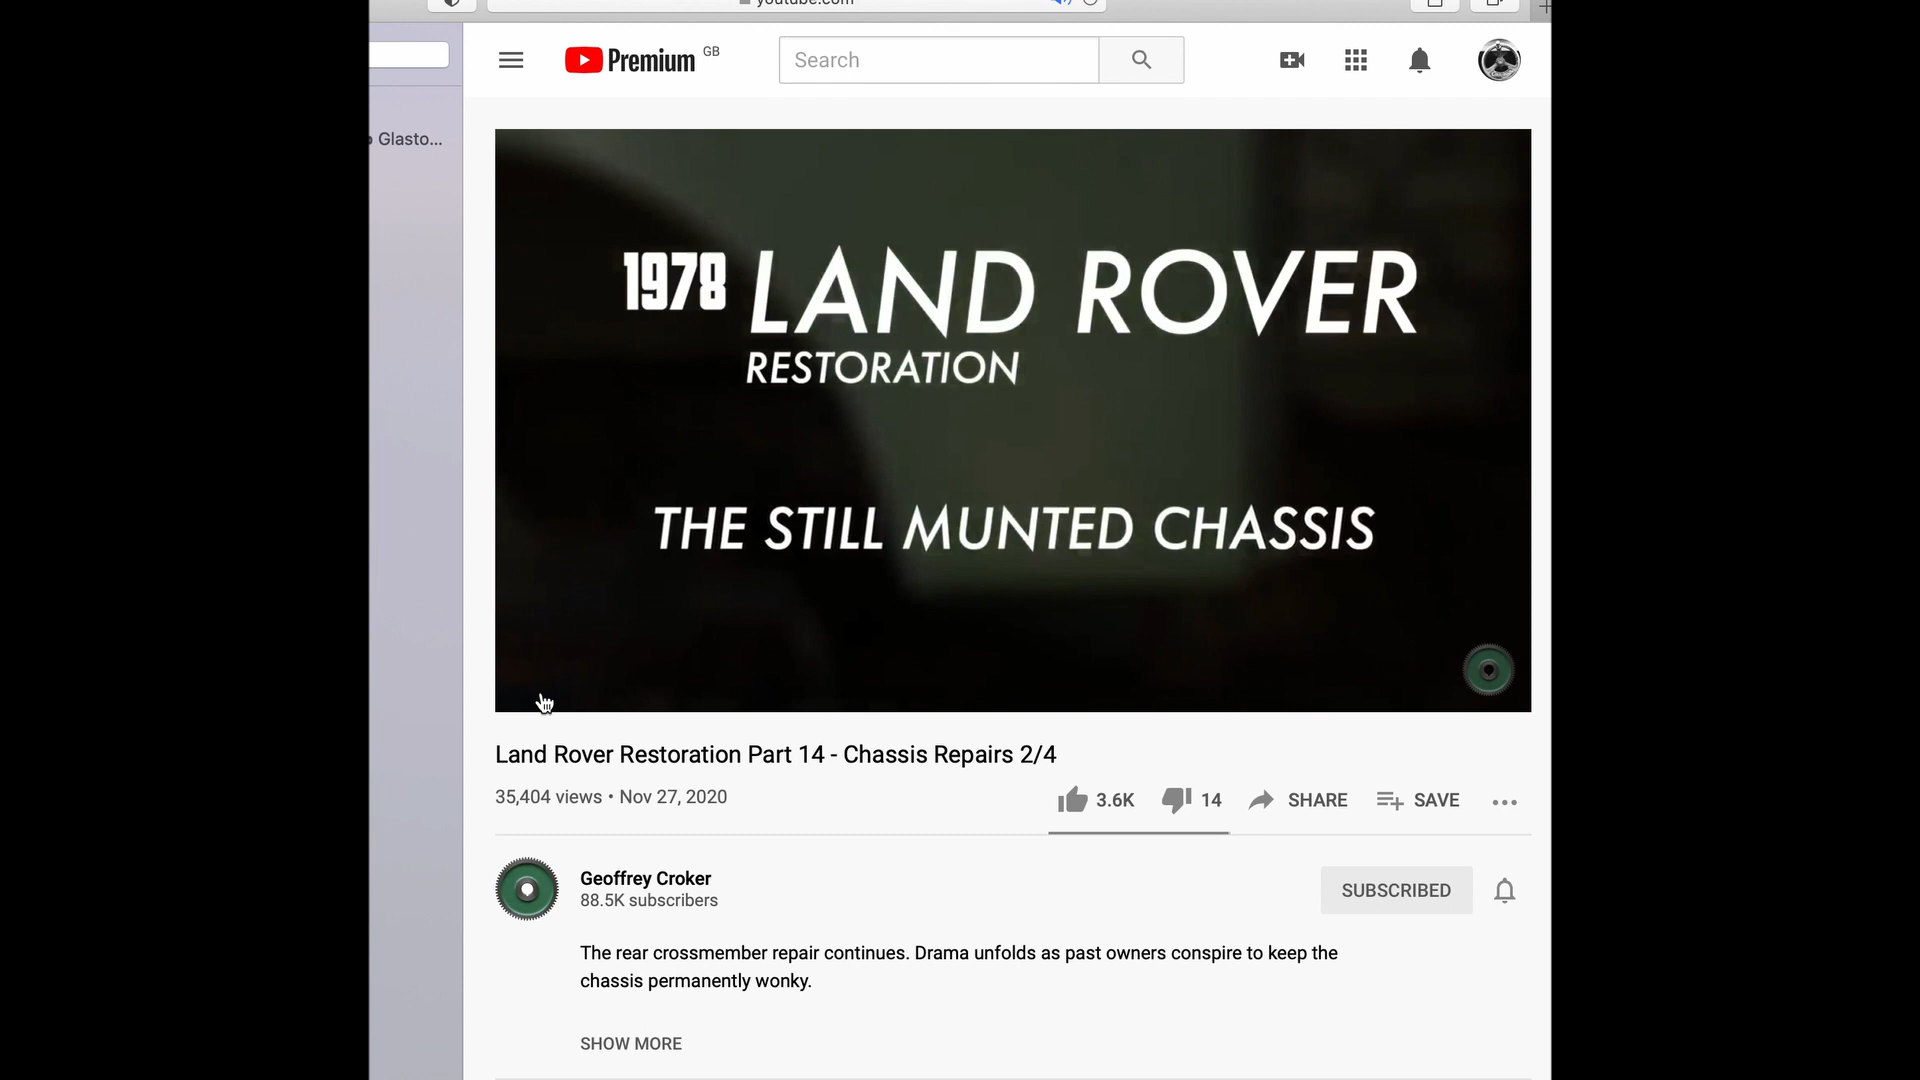 youtube.com
Premium GB
Search
Glasto...
1978 LAND ROVER
RESTORATION
THE STILL MUNTED CHASSIS
Land Rover Restoration Part 14 - Chassis Repairs 2/4
35,404 views • Nov 27, 2020
3.6K 14 SHARE SAVE
Geoffrey Croker
88.5K subscribers
SUBSCRIBED
The rear crossmember repair continues. Drama unfolds as past owners conspire to keep the
chassis permanently wonky.
SHOW MORE